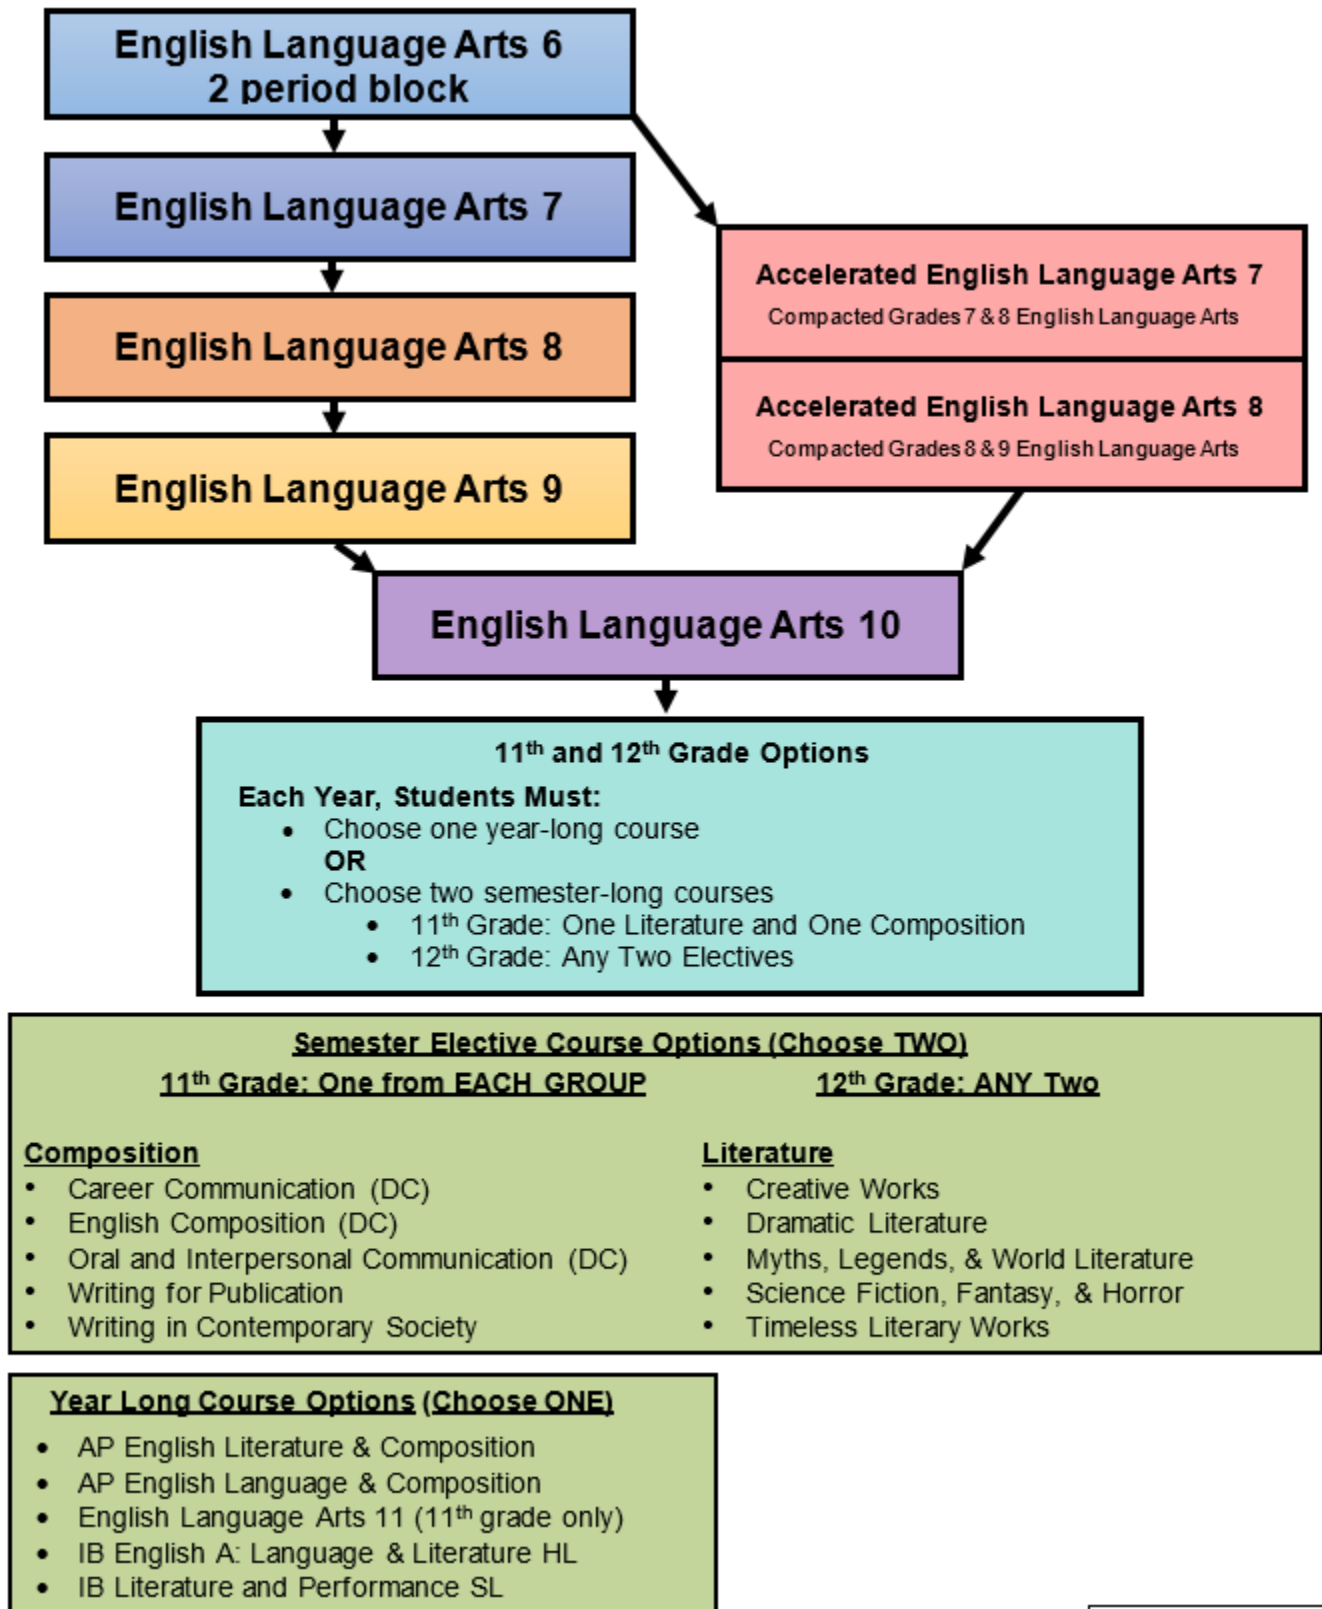 English Language Arts 6
2 period block
English Language Arts 7
English Language Arts 8
English Language Arts 9
Accelerated English Language Arts 7
Compacted Grades 7 & 8 English Language Arts
Accelerated English Language Arts 8
Compacted Grades 8 & 9 English Language Arts
English Language Arts 10
11th and 12th Grade Options
Each Year, Students Must:
• Choose one year-long course
OR
• Choose two semester-long courses
• 11th Grade: One Literature and One Composition
• 12th Grade: Any Two Electives
Semester Elective Course Options (Choose TWO)
11th Grade: One from EACH GROUP
12th Grade: ANY Two
Composition
• Career Communication (DC)
• English Composition (DC)
• Oral and Interpersonal Communication (DC)
• Writing for Publication
• Writing in Contemporary Society
Literature
• Creative Works
• Dramatic Literature
• Myths, Legends, & World Literature
• Science Fiction, Fantasy, & Horror
• Timeless Literary Works
Year Long Course Options (Choose ONE)
• AP English Literature & Composition
• AP English Language & Composition
• English Language Arts 11 (11th grade only)
• IB English A: Language & Literature HL
• IB Literature and Performance SL